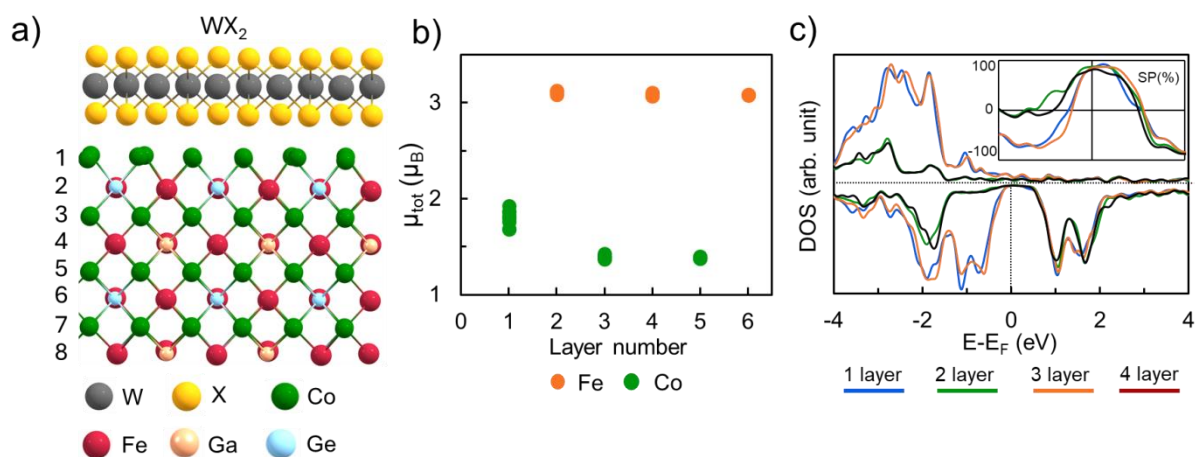 a)
WX₂
1
2
3
4
5
6
7
8
W X Co
Fe Ga Ge
b)
μtot (μB)
3
2
1
0 1 2 3 4 5 6
Layer number
Fe Co
c)
DOS (arb. unit)
100
0
-100
SP(%)
-4 -2 0 2 4
E-EF (eV)
1 layer 2 layer 3 layer 4 layer